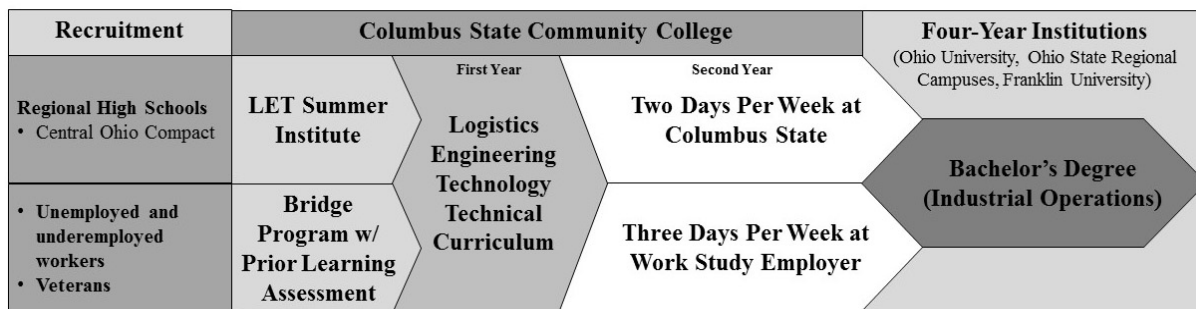 Recruitment
Columbus State Community College
Four-Year Institutions
(Ohio University, Ohio State Regional
Campuses, Franklin University)
Regional High Schools
• Central Ohio Compact
LET Summer
Institute
First Year
Logistics
Engineering
Technology
Technical
Curriculum
Second Year
Two Days Per Week at
Columbus State
Bachelor's Degree
(Industrial Operations)
• Unemployed and
underemployed
workers
• Veterans
Bridge
Program w/
Prior Learning
Assessment
Three Days Per Week at
Work Study Employer